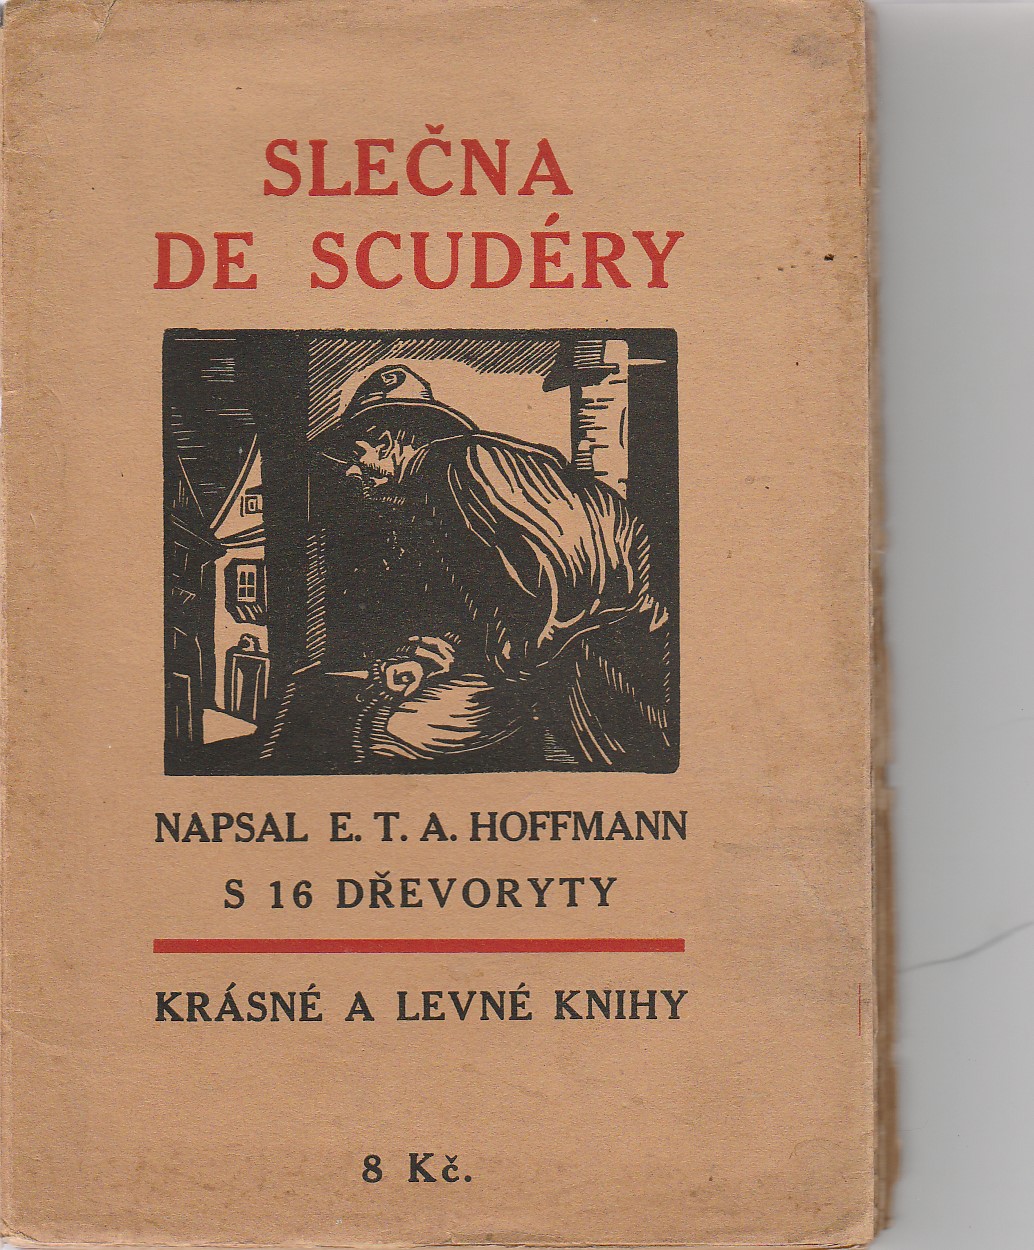 SLEČNA
DE SCUDÉRY
NAPSAL E. T. A. HOFFMANN
S 16 DŘEVORYTY
KRÁSNÉ A LEVNÉ KNIHY
8 Kč.